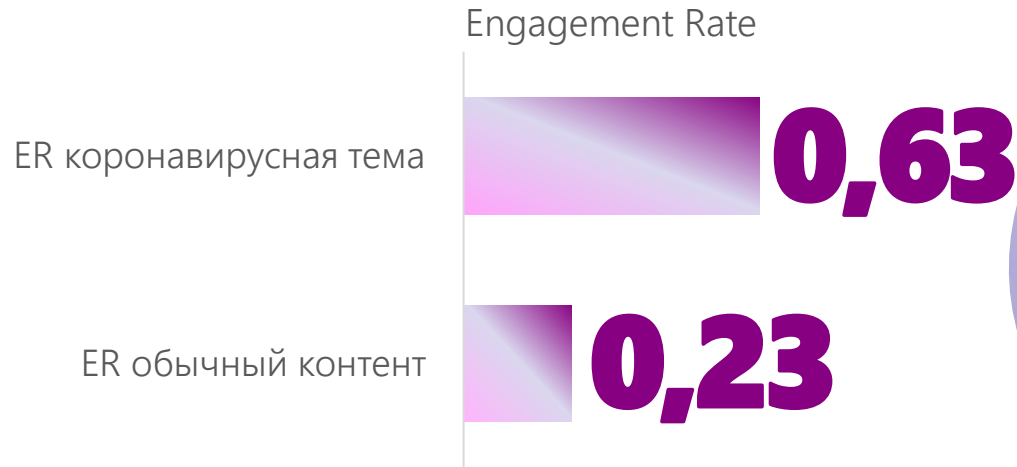 Engagement Rate
ER коронавирусная тема
0,63
ER обычный контент
0,23